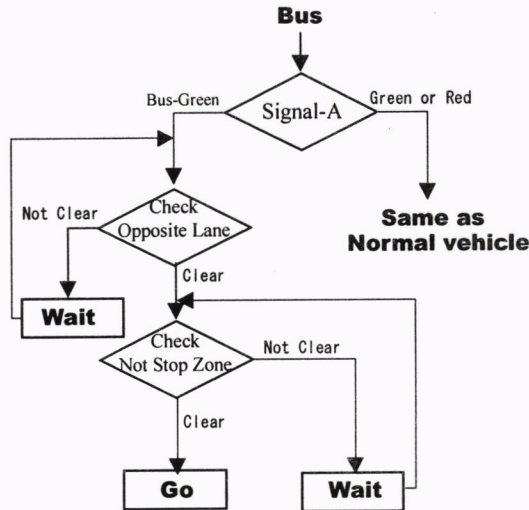 Bus
Signal-A
Bus-Green
Green or Red
Same as
Normal vehicle
Check
Opposite Lane
Not Clear
Clear
Wait
Check
Not Stop Zone
Not Clear
Clear
Go
Wait